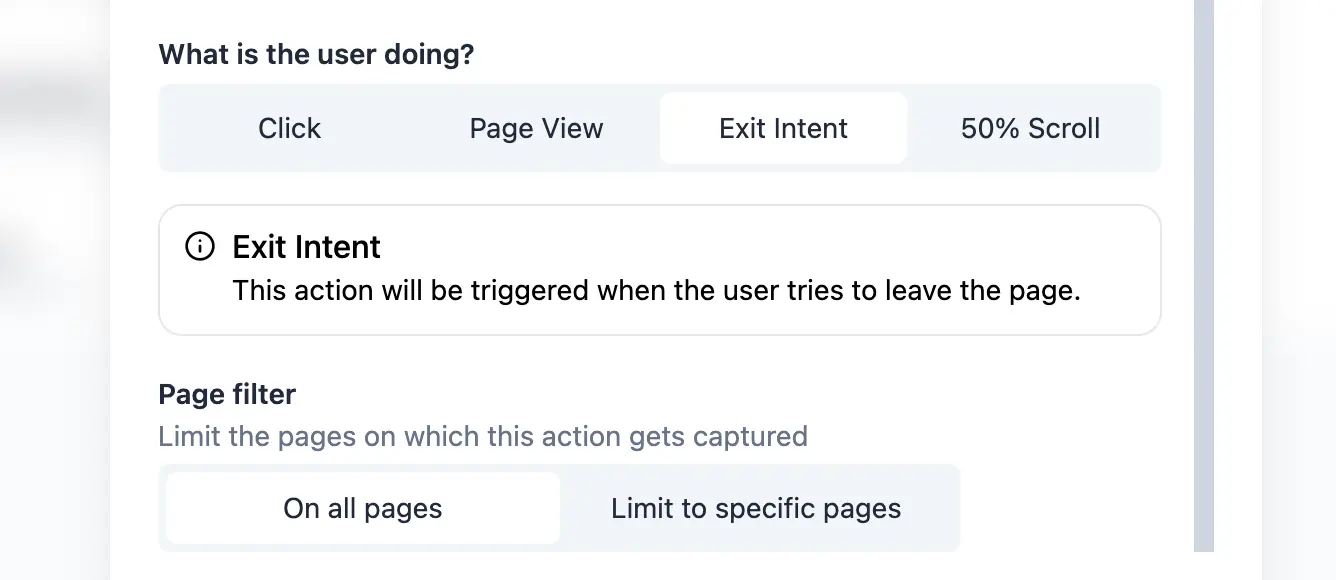 What is the user doing?
Click
Page View
Exit Intent
50% Scroll
Exit Intent
This action will be triggered when the user tries to leave the page.
Page filter
Limit the pages on which this action gets captured
On all pages
Limit to specific pages